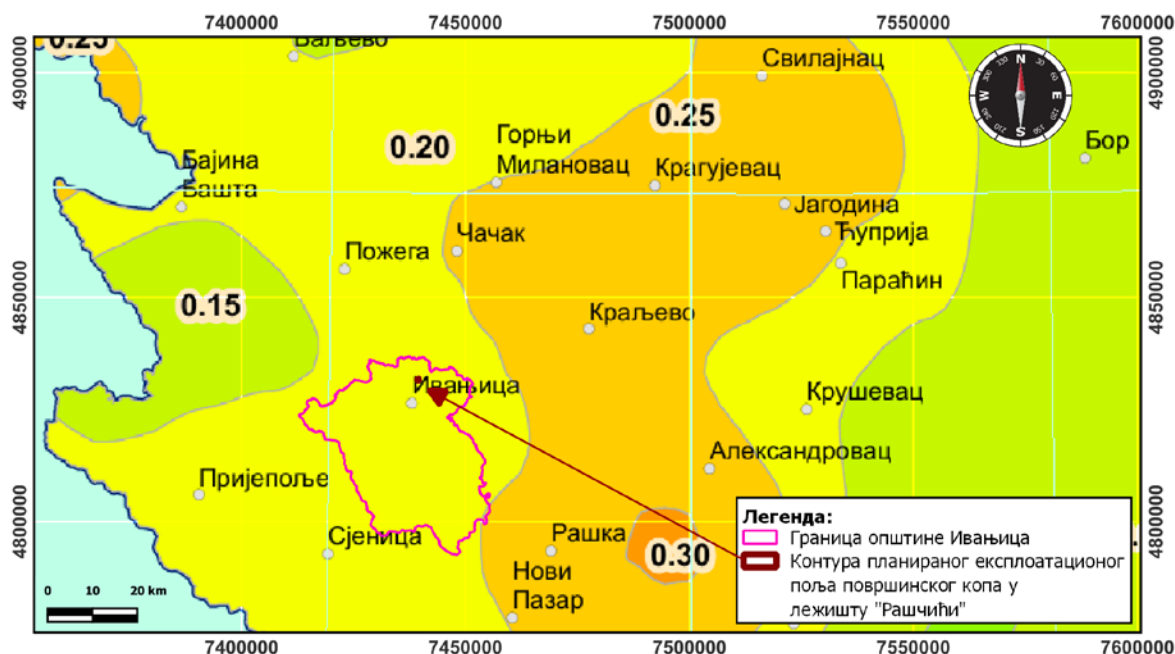 7400000 7450000 7500000 7550000 7600000
4900000
4900000
0.25
Ваљево
Свилајнац
N
S
W
E
0.20
0.25
Горњи
Милановац
Бор
Бајина
Башта
Крагујевац
Јагодина
Чачак
Ћуприја
Пожега
Параћин
4850000
4850000
0.15
Краљево
Ивањица
Крушевац
Александровац
Пријепоље
4800000
4800000
Сјеница
Рашка
0.30
Нови
Пазар
Легенда:
Граница општине Ивањица
Контура планираног експлоатационог
поља површинског копа у
лежишту "Рашчићи"
0 10 20 km
7400000 7450000 7500000 7550000 7600000